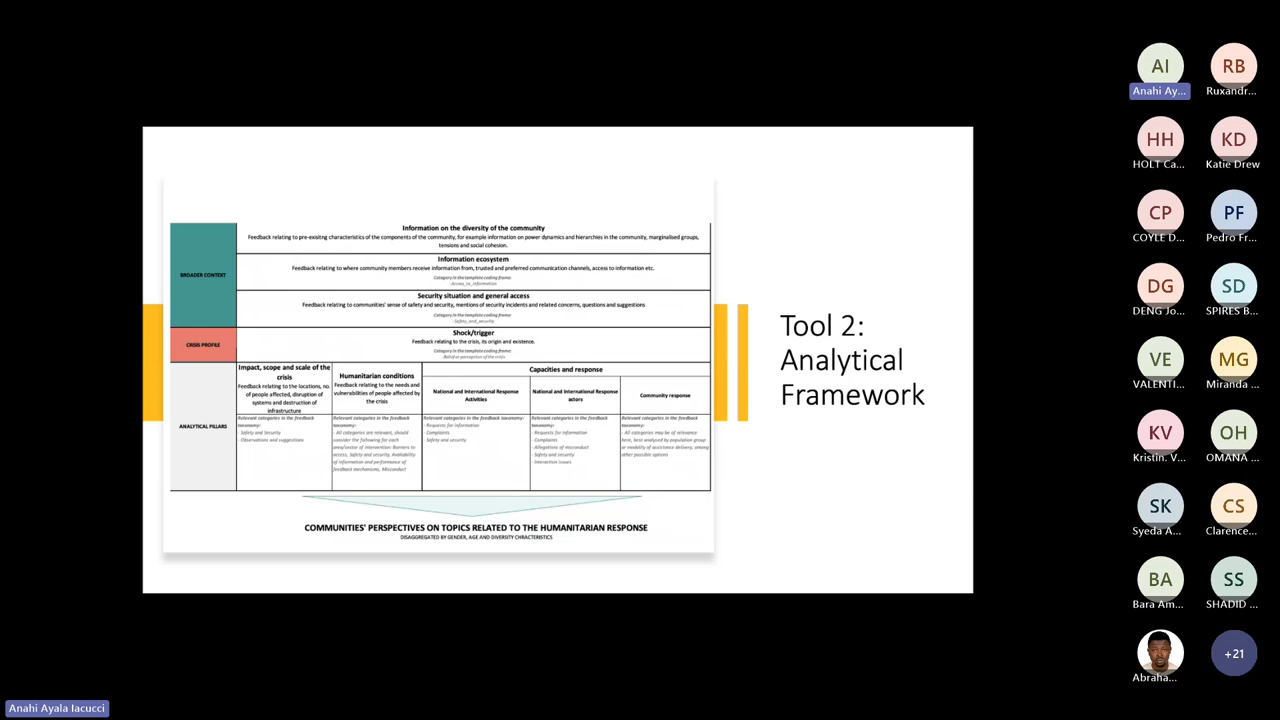 Information on the diversity of the community
Feedback relating to pre-exisitng characteristics of the components of the community, for example information on power dynamics and hierarchies in the community, marginalised groups,
tensions and social cohesion.
BROADER CONTEXT
Information ecosystem
Feedback relating to where community members receive information from, trusted and preferred communication channels, access to information etc.
Category in the template coding frame:
-Access_to_information
Security situation and general access
Feedback relating to communities' sense of safety and security, mentions of security incidents and related concerns, questions and suggestions
Category in the template coding frame:
-Safety_and_security
CRISIS PROFILE
Shock/trigger
Feedback relating to the crisis, its origin and existence.
Category in the template coding frame:
-Belief or perception of the crisis
ANALYTICAL PILLARS
Impact, scope and scale of the
crisis
Feedback relating to the locations, no.
of people affected, disruption of
systems and destruction of
infrastructure
Relevant categories in the feedback
taxonomy:
- Safety and Security
- Observations and suggestions
Humanitarian conditions
Feedback relating to the needs and
vulnerabilities of people affected by
the crisis
Relevant categories in the feedback
taxonomy:
- All categories are relevant, should
consider the following for each
area/sector of intervention: Barriers to
access, Safety and security, Availability
of information and performance of
feedback mechanisms, Misconduct
Capacities and response
National and International Response
Activities
Relevant categories in the feedback taxonomy:
- Requests for information
- Complaints
- Safety and security
National and International Response
actors
Relevant categories in the feedback
taxonomy:
- Requests for information
- Complaints
- Allegations of misconduct
- Safety and security
- Interaction issues
Community response
Relevant categories in the feedback
taxonomy:
- All categories may be of relevance
here, best analysed by population group
or modality of assistance delivery, among
other possible options
COMMUNITIES' PERSPECTIVES ON TOPICS RELATED TO THE HUMANITARIAN RESPONSE
DISAGGREGATED BY GENDER, AGE AND DIVERSITY CHRACTERISTICS
Tool 2:
Analytical
Framework
AI
Anahi Ay...
RB
Ruxandr...
HH
HOLT Ca...
KD
Katie Drew
CP
COYLE D...
PF
Pedro Fr...
DG
DENG Jo...
SD
SPIRES B...
VE
VALENTI...
MG
Miranda ...
KV
Kristin. V...
OH
OMANA ...
SK
Syeda A...
CS
Clarence...
BA
Bara Am...
SS
SHADID ...
Abraha...
+21
Anahi Ayala Iacucci